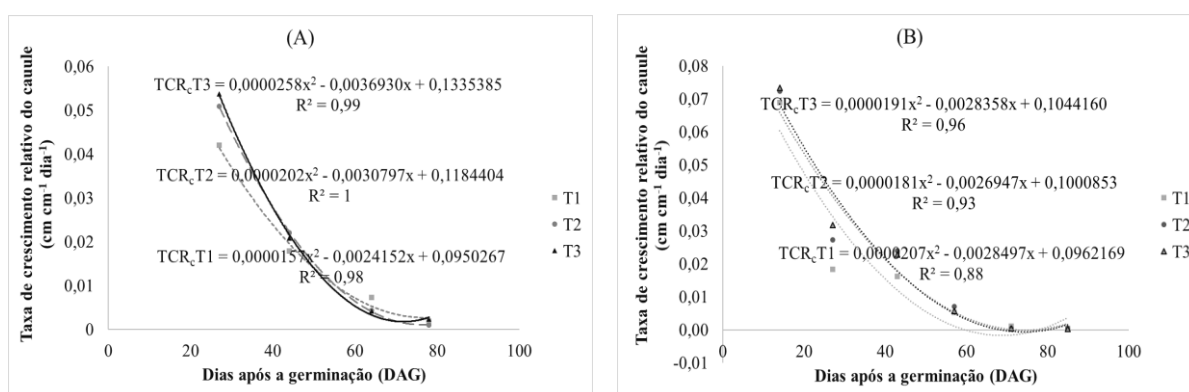 (A)
Taxa de crescimento relativo do cauule
(cm cm⁻¹ dia⁻¹)
0,06
0,05
0,04
0,03
0,02
0,01
0
TCRcT3 = 0,0000258x² - 0,0036930x + 0,1335385
R² = 0,99
TCRcT2 = 0,0000202x² - 0,0030797x + 0,1184404
R² = 1
TCRcT1 = 0,0000157x² - 0,0024152x + 0,0950267
R² = 0,98
T1
T2
T3
0 20 40 60 80 100
Dias após a germinação (DAG)
(B)
Taxa de crescimento relativo do cauule
(cm cm⁻¹ dia⁻¹)
0,08
0,07
0,06
0,05
0,04
0,03
0,02
0,01
0,00
-0,01
TCRcT3 = 0,0000191x² - 0,0028358x + 0,1044160
R² = 0,96
TCRcT2 = 0,0000181x² - 0,0026947x + 0,1000853
R² = 0,93
TCRcT1 = 0,0000207x² - 0,0028497x + 0,0962169
R² = 0,88
T1
T2
T3
0 20 40 60 80 100
Dias após a germinação (DAG)